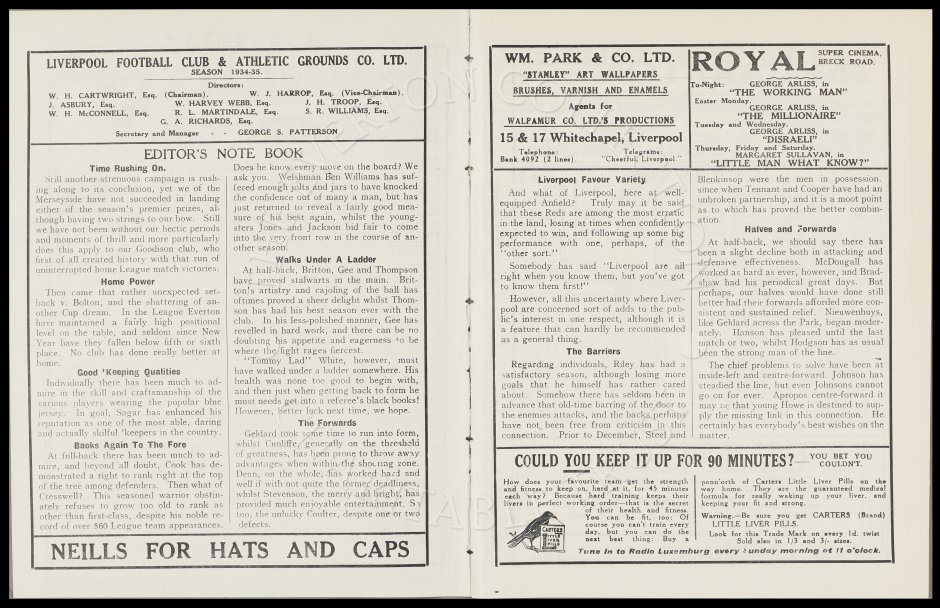 LIVERPOOL FOOTBALL CLUB & ATHLETIC GROUNDS CO. LTD.
SEASON 1934-35.
Directors:
W. H. CARTWRIGHT, Esq. (Chairman). W. J. HARROP, Esq. (Vice-Chairman).
J. ASBURY, Esq. W. HARVEY WEBB, Esq. J. H. TROOP, Esq.
W. H. McCONNELL, Esq. R. L. MARTINDALE, Esq. S. R. WILLIAMS, Esq.
G. A. RICHARDS, Esq.
Secretary and Manager - - GEORGE S. PATTERSON
EDITOR'S NOTE BOOK
Time Rushing On.
Still another strenuous campaign is rush-
ing along to its conclusion, yet we of the
Merseyside have not succeeded in landing
either of the season's premier prizes, al-
though having two strings to our bow. Still
we have not been without our hectic periods
and moments of thrill and more particularly
does this apply to our Goodison club, who
first of all created history with that run of
uninterrupted home League match victories.
Home Power
Then came that rather unexpected set-
back v. Bolton, and the shattering of an-
other Cup dream. In the League Everton
have maintained a fairly high positional
level on the table, and seldom since New
Year have they fallen below fifth or sixth
place. No club has done really better at
home.
Good 'Keeping Qualities
Individually there has been much to ad-
mire in the skill and craftsmanship of the
various players wearing the popular blue
jersey. In goal, Sagar has enhanced his
reputation as one of the most able, daring
and actually skilful 'keepers in the country.
Backs Again To The Fore
At full-back there has been much to ad-
mire, and beyond all doubt, Cook has de-
monstrated a right to rank right at the top
of the tree among defenders. Then what of
Cresswell? This seasoned warrior obstin-
ately refuses to grow too old to rank as
other than first-class, despite his noble re-
cord of over 560 League team appearances.
Does he know every move on the board? We
ask you. Welshman Ben Williams has suf-
fered enough jolts and jars to have knocked
the confidence out of many a man, but has
just returned to reveal a fairly good mea-
sure of his best again, whilst the young-
sters Jones and Jackson bid fair to come
into the very front row in the course of an-
other season.
Walks Under A Ladder
At half-back, Britton, Gee and Thompson
have proved stalwarts in the main. Brit-
ton's artistry and cajoling of the ball has
oftimes proved a sheer delight whilst Thom-
son has had his best season ever with the
club. In his less-polished manner, Gee has
revelled in hard work, and there can be no
doubting his appetite and eagerness to be
where the fight rages fiercest.
"Tommy Lad" White, however, must
have walked under a ladder somewhere. His
health was none too good to begin with,
and then just when getting back to form he
must needs get into a referee's black books!
However, better luck next time, we hope.
The Forwards
Geldard took some time to run into form,
whilst Cunliffe, generally on the threshold
of greatness, has been prone to throw away
advantages when within the shooting zone.
Dean, on the whole, has worked hard and
well if with not quite the former deadliness,
whilst Stevenson, the merry and bright, has
provided much enjoyable entertainment. So
too, the unlucky Coulter, despite one or two
defects.
NEILLS FOR HATS AND CAPS
WM. PARK & CO. LTD.
"STANLEY" ART WALLPAPERS
BRUSHES, VARNISH AND ENAMELS
Agents for
WALPAMUR CO. LTD.'S PRODUCTIONS
15 & 17 Whitechapel, Liverpool
Telephone: Telegrams:
Bank 4092 (2 lines). "Cheerful, Liverpool."
ROYAL SUPER CINEMA,
BRECK ROAD.
To-Night: GEORGE ARLISS, in
"THE WORKING MAN"
Easter Monday. GEORGE ARLISS, in
"THE MILLIONAIRE"
Tuesday and Wednesday.
GEORGE ARLISS, in
"DISRAELI"
Thursday, Friday and Saturday.
MARGARET SULLAVAN, in
"LITTLE MAN WHAT KNOW?"
Liverpool Favour Variety
And what of Liverpool, here at well-
equipped Anfield? Truly may it be said
that these Reds are among the most erratic
in the land, losing at times when confidently
expected to win, and following up some big
performance with one, perhaps, of the
"other sort."
Somebody has said "Liverpool are all
right when you know them, but you've got
to know them first!"
However, all this uncertainty where Liver-
pool are concerned sort of adds to the pub-
lic's interest in one respect, although it is
a feature that can hardly be recommended
as a general thing.
The Barriers
Regarding individuals, Riley has had a
satisfactory season, although losing more
goals that he himself has rather cared
about. Somehow there has seldom been in
advance that old-time barring of the door to
the enemies attacks, and the backs perhaps
have not been free from criticism in this
connection. Prior to December, Steel and
Blenkinsop were the men in possession.
since when Tennant and Cooper have had an
unbroken partnership, and it is a moot point
as to which has proved the better combin-
ation.
Halves and Forwards
At half-back, we should say there has
been a slight decline both in attacking and
defensive effectiveness. McDougall has
worked as hard as ever, however, and Brad-
shaw had his periodical great days. But
perhaps, our halves would have done still
better had their forwards afforded more con-
sistent and sustained relief. Nieuwenhuys,
like Geldard across the Park, began moder-
ately. Hanson has pleased until the last
match or two, whilst Hodgson has as usual
been the strong man of the line.
The chief problems to solve have been at
inside-left and centre-forward. Johnson has
steadied the line, but even Johnsons cannot
go on for ever. Apropos centre-forward it
may be that young Howe is destined to sup-
ply the missing link in this connection. He
certainly has everybody's best wishes on the
matter.
COULD YOU KEEP IT UP FOR 90 MINUTES?—YOU BET YOU
COULDN'T.
How does your favourite team get the strength
and fitness to keep on, hard at it, for 45 minutes
each way? Because hard training keeps their
livers in perfect working order—that is the secret
of their health and fitness.
You can be fit, too! Of
course you can't train every
day, but you can do the
next best thing: Buy a
CARTERS
penn'orth of Carters Little Liver Pills on the
way home. They are the guaranteed medical
formula for really waking up your liver, and
keeping your fit and strong.
Warning.—Be sure you get CARTERS (Brand)
LITTLE LIVER PILLS.
Look for this Trade Mark on every 1d. twist
Sold also in 1/3 and 3/- sizes.
Tune in to Radio Luxemburg every Sunday morning at 11 o'clock.